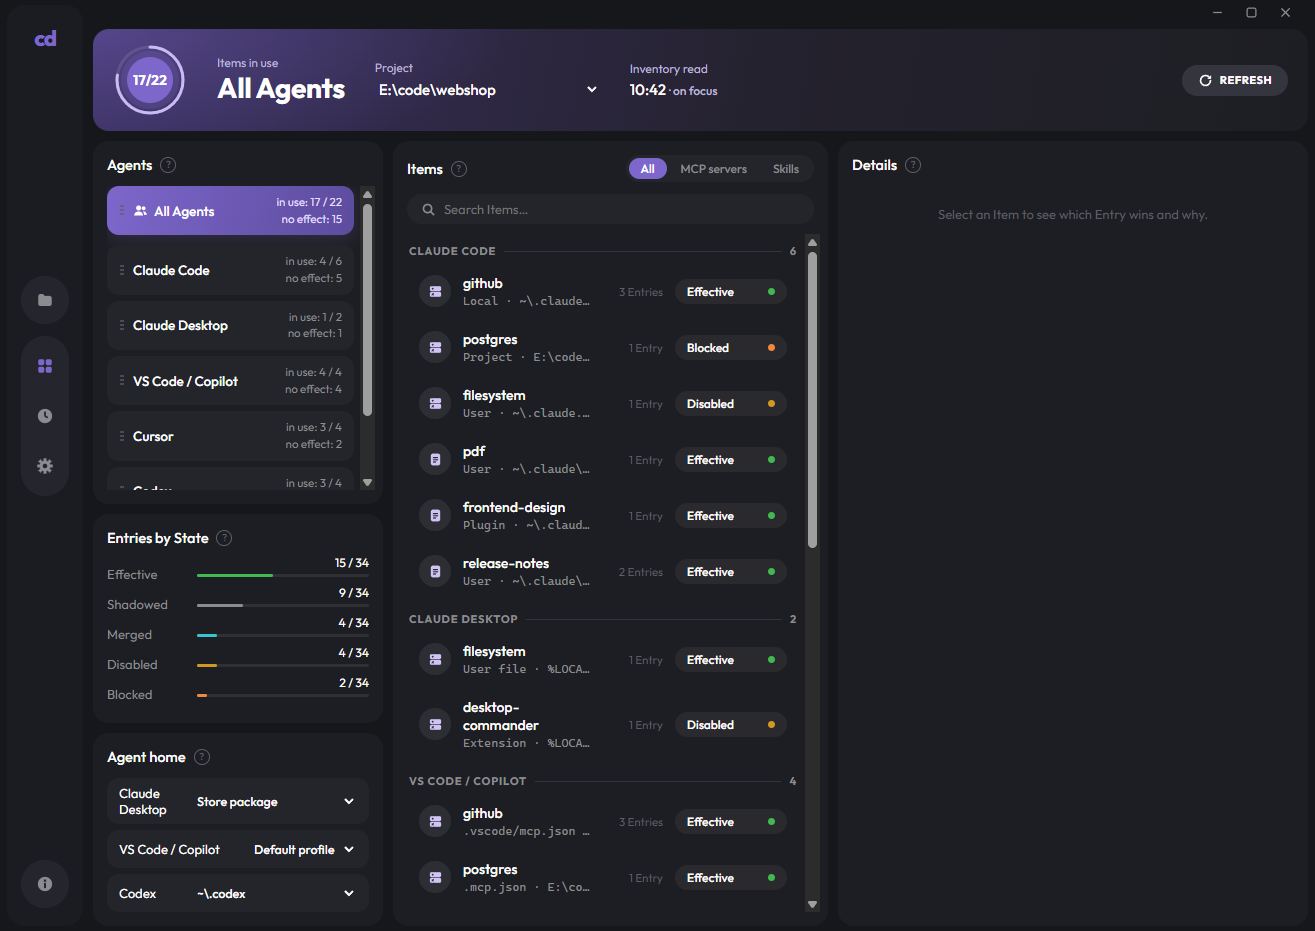 cd
17/22
Items in use
All Agents
Project
E:\code\webshop
Inventory read
10:42 · on focus
REFRESH
Agents ?
All Agents
in use: 17 / 22
no effect: 15
Claude Code
in use: 4 / 6
no effect: 5
Claude Desktop
in use: 1 / 2
no effect: 1
VS Code / Copilot
in use: 4 / 4
no effect: 4
Cursor
in use: 3 / 4
no effect: 2
Codex
in use: 3 / 4
Entries by State ?
Effective 15 / 34
Shadowed 9 / 34
Merged 4 / 34
Disabled 4 / 34
Blocked 2 / 34
Agent home ?
Claude Desktop Store package
VS Code / Copilot Default profile
Codex ~\.codex
Items ?
All MCP servers Skills
Search Items...
CLAUDE CODE 6
github
Local · ~\.claude…
3 Entries Effective
postgres
Project · E:\code…
1 Entry Blocked
filesystem
User · ~\.claude.…
1 Entry Disabled
pdf
User · ~\.claude\…
1 Entry Effective
frontend-design
Plugin · ~\.claud…
1 Entry Effective
release-notes
User · ~\.claude\…
2 Entries Effective
CLAUDE DESKTOP 2
filesystem
User file · %LOCA…
1 Entry Effective
desktop-
commander
Extension · %LOCA…
1 Entry Disabled
VS CODE / COPILOT 4
github
.vscode/mcp.json …
3 Entries Effective
postgres
.mcp.json · E:\co…
1 Entry Effective
Details ?
Select an Item to see which Entry wins and why.